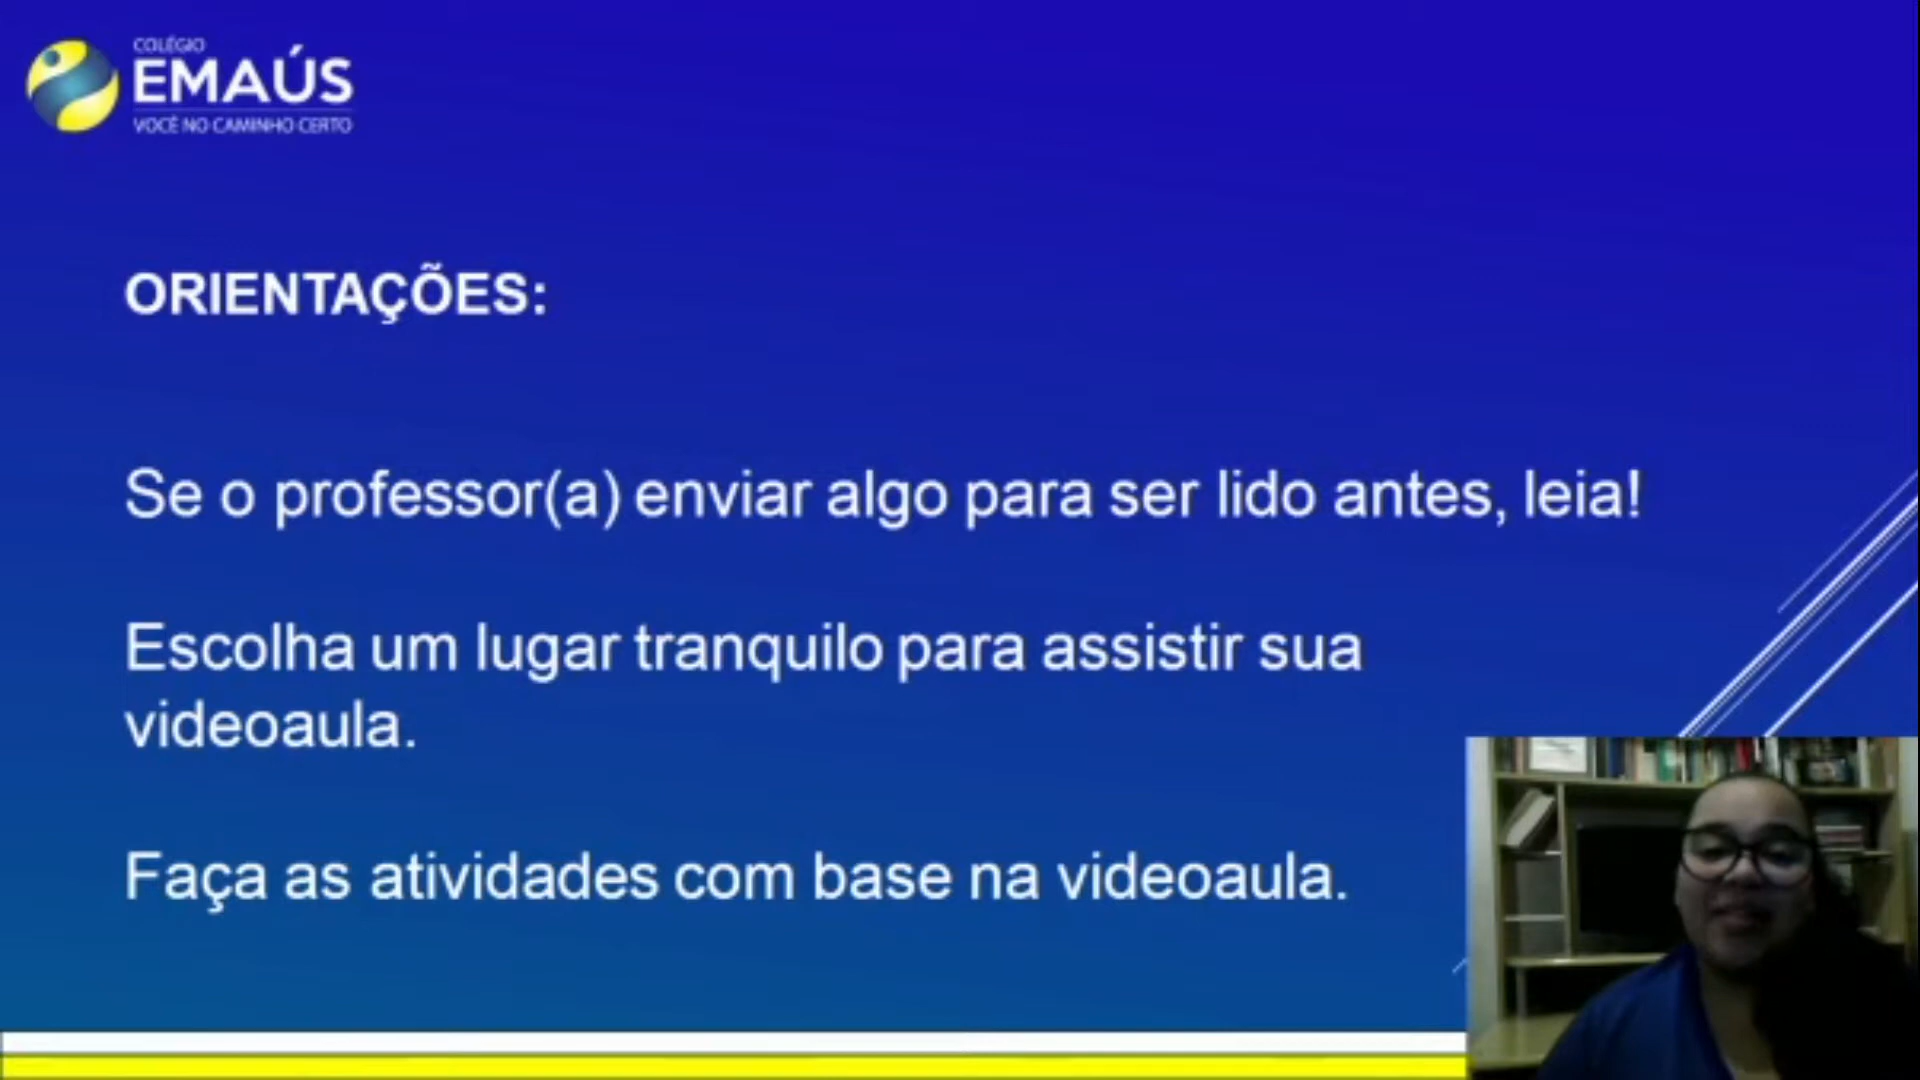 COLÉGIO
EMAÚS
VOCÊ NO CAMINHO CERTO
ORIENTAÇÕES:
Se o professor(a) enviar algo para ser lido antes, leia!
Escolha um lugar tranquilo para assistir sua
videoaula.
Faça as atividades com base na videoaula.